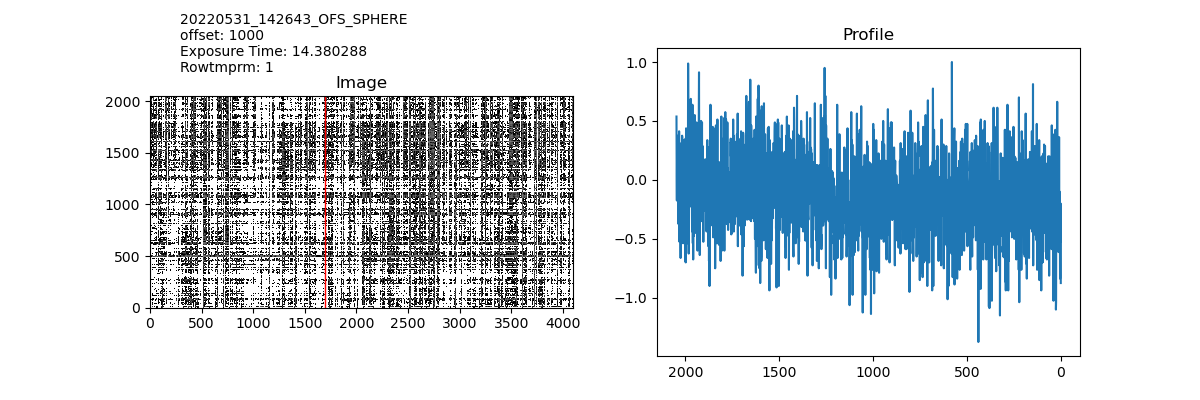 20220531_142643_OFS_SPHERE
offset: 1000
Exposure Time: 14.380288
Rowtmprm: 1
Image
2000
1500
1000
500
0
0 500 1000 1500 2000 2500 3000 3500 4000
Profile
1.0
0.5
0.0
−0.5
−1.0
2000 1500 1000 500 0